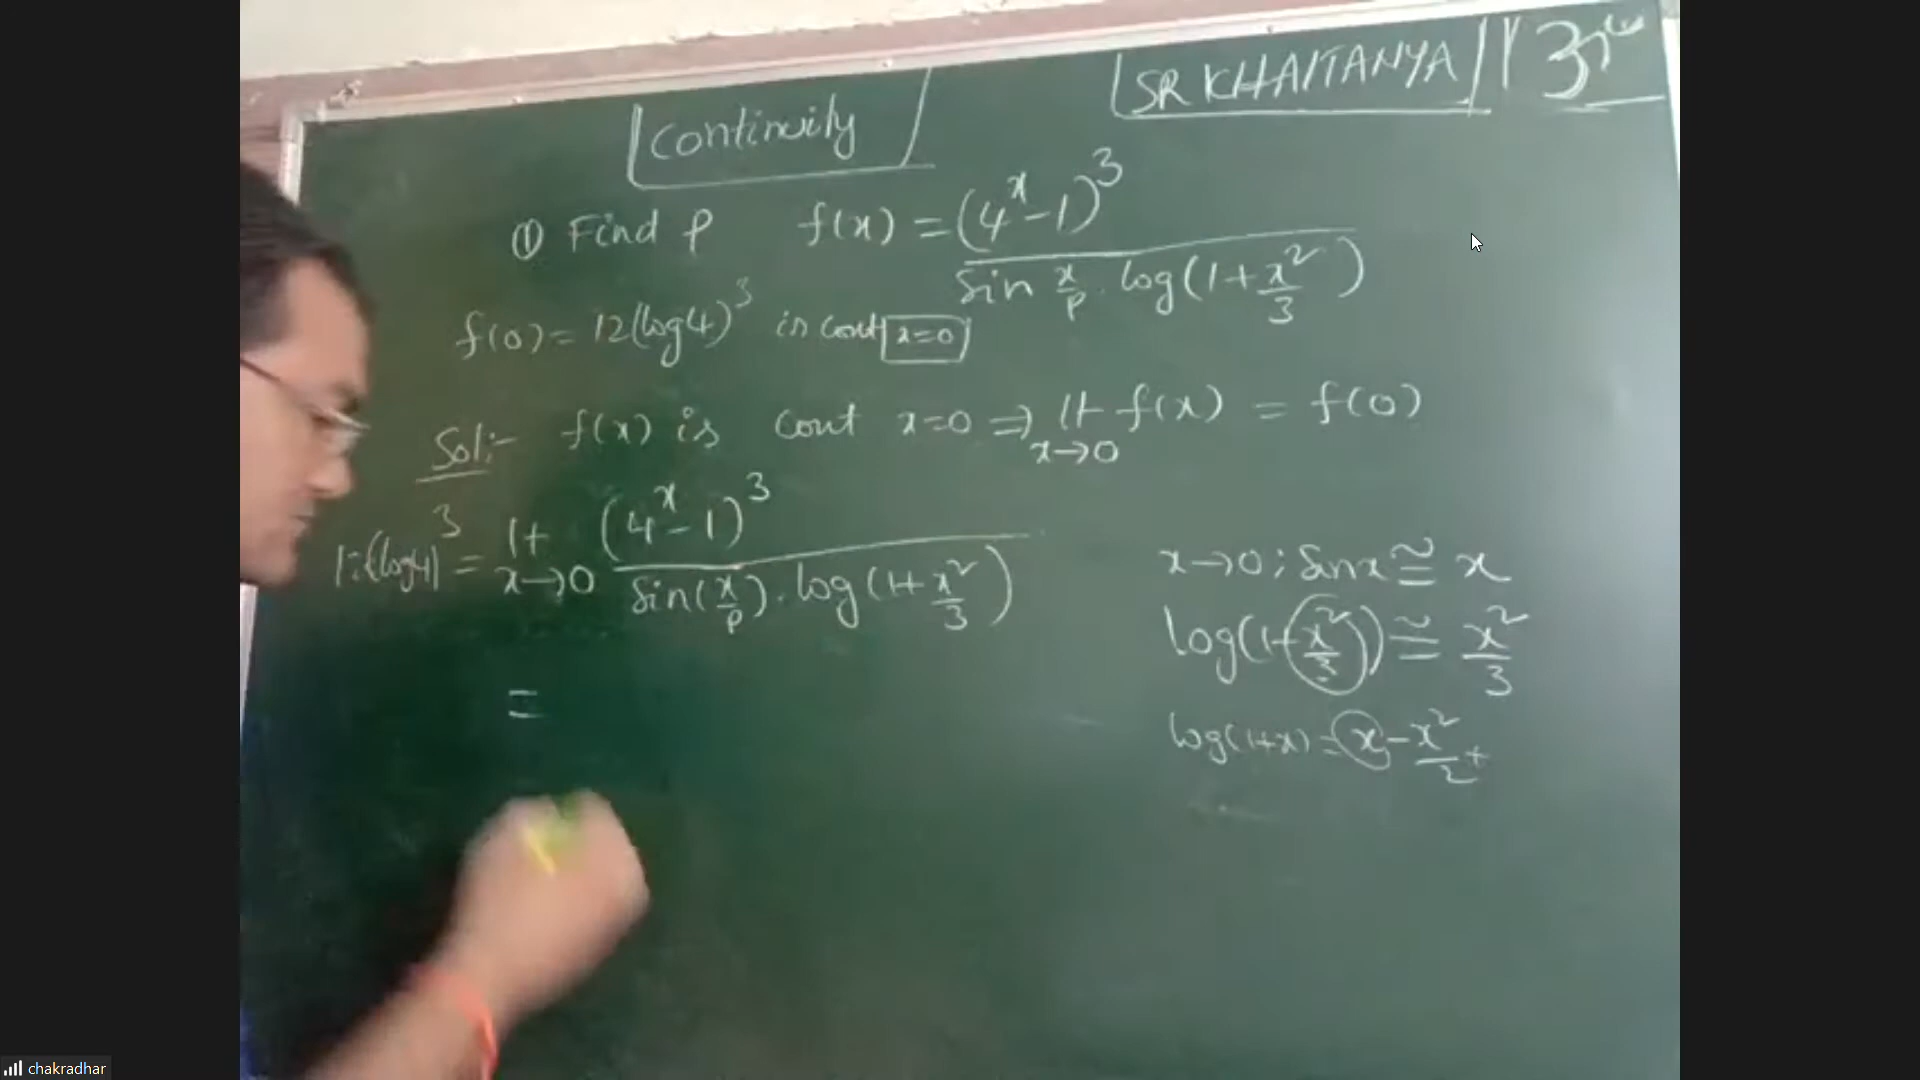 SR KHAITANYA
continuity
① Find p f(x) = (4^x - 1)^3 / (Sin x/p · log(1 + x^2/3))
f(0) = 12(log4)^3 is cont x=0
Sol:- f(x) is cont x=0 ⇒ lt x→0 f(x) = f(0)
(log4)^3 = lt x→0 (4^x - 1)^3 / (Sin(x/p) · log(1 + x^2/3))
=
x→0 ; Sin x ≅ x
log(1 + x^2/3) ≅ x^2/3
log(1+x) = x - x^2/2 +
chakradhar